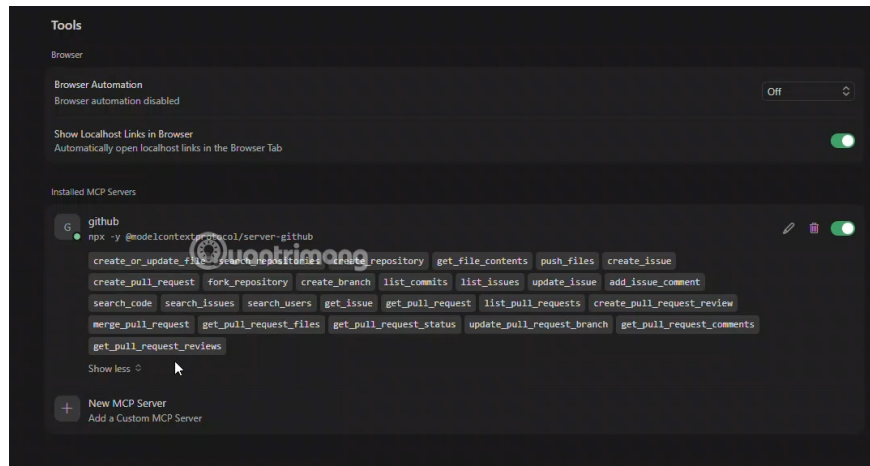 Tools
Browser
Browser Automation
Browser automation disabled
Off
Show Localhost Links in Browser
Automatically open localhost links in the Browser Tab
Installed MCP Servers
G
github
npx -y @modelcontextprotocol/server-github
Quantrimang
create_or_update_file search_repositories create_repository get_file_contents push_files create_issue
create_pull_request fork_repository create_branch list_commits list_issues update_issue add_issue_comment
search_code search_issues search_users get_issue get_pull_request list_pull_requests create_pull_request_review
merge_pull_request get_pull_request_files get_pull_request_status update_pull_request_branch get_pull_request_comments
get_pull_request_reviews
Show less
New MCP Server
Add a Custom MCP Server